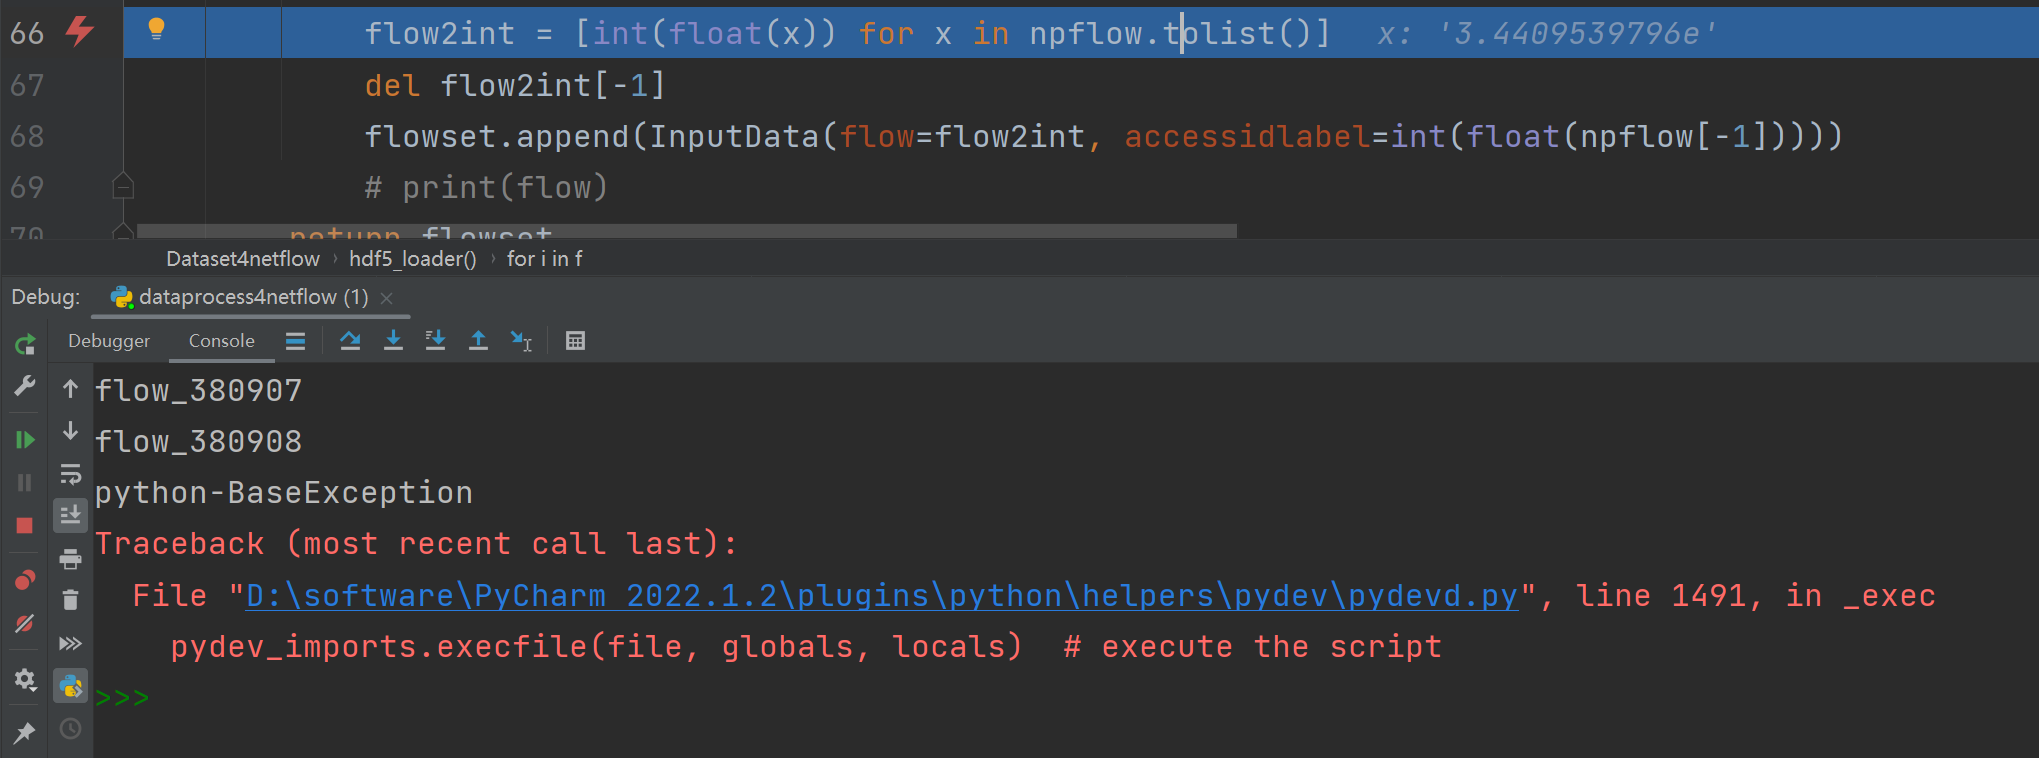 66 flow2int = [int(float(x)) for x in npflow.tolist()] x: '3.4409539796e'
67 del flow2int[-1]
68 flowset.append(InputData(flow=flow2int, accessidlabel=int(float(npflow[-1]))))
69 # print(flow)
70 return flowset
Dataset4netflow › hdf5_loader() › for i in f
Debug: dataprocess4netflow (1)
Debugger Console
flow_380907
flow_380908
python-BaseException
Traceback (most recent call last):
File "D:\software\PyCharm 2022.1.2\plugins\python\helpers\pydev\pydevd.py", line 1491, in _exec
pydev_imports.execfile(file, globals, locals) # execute the script
>>>